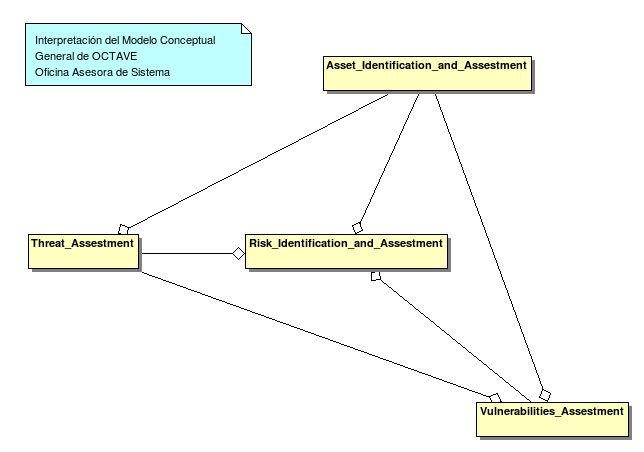 Interpretación del Modelo Conceptual
General de OCTAVE
Oficina Asesora de Sistema
Asset_Identification_and_Assestment
Threat_Assestment
Risk_Identification_and_Assestment
Vulnerabilities_Assestment